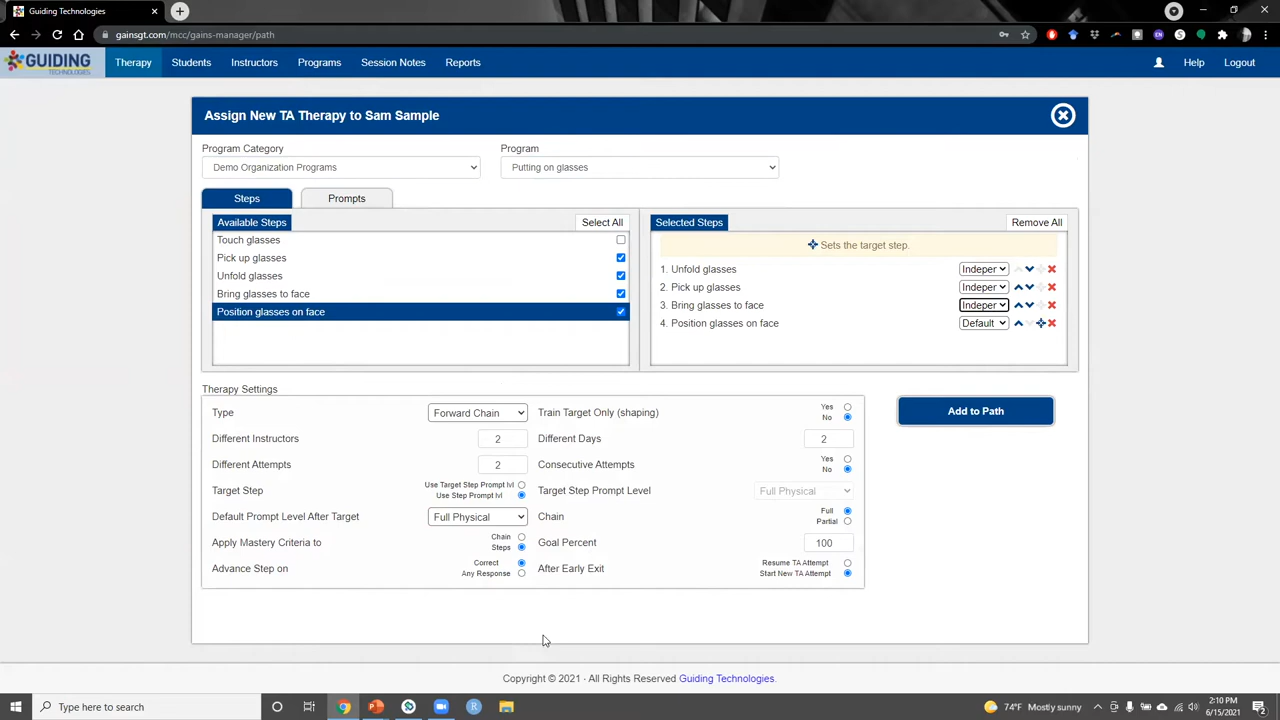 Guiding Technologies
gainsgt.com/mcc/gains-manager/path
GUIDING TECHNOLOGIES Therapy Students Instructors Programs Session Notes Reports Help Logout
Assign New TA Therapy to Sam Sample
Program Category Program
Demo Organization Programs Putting on glasses
Steps Prompts
Available Steps Select All Selected Steps Remove All
Touch glasses
Pick up glasses
Unfold glasses
Bring glasses to face
Position glasses on face
Sets the target step.
1. Unfold glasses Indeper
2. Pick up glasses Indeper
3. Bring glasses to face Indeper
4. Position glasses on face Default
Therapy Settings
Type Forward Chain Train Target Only (shaping) Yes No
Add to Path
Different Instructors 2 Different Days 2
Different Attempts 2 Consecutive Attempts Yes No
Target Step Use Target Step Prompt lvl Use Step Prompt lvl Target Step Prompt Level Full Physical
Default Prompt Level After Target Full Physical Chain Full Partial
Apply Mastery Criteria to Chain Steps Goal Percent 100
Advance Step on Correct Any Response After Early Exit Resume TA Attempt Start New TA Attempt
Copyright © 2021 · All Rights Reserved Guiding Technologies.
Type here to search 74°F Mostly sunny 2:10 PM
6/15/2021